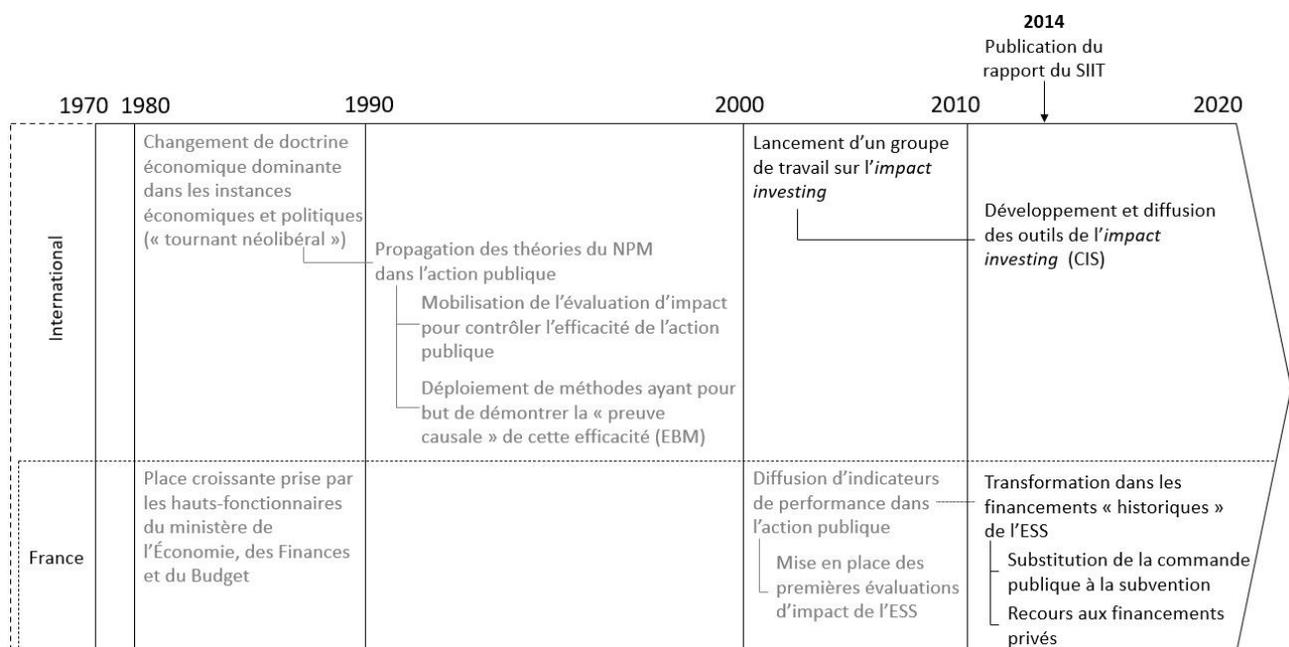 2014
Publication du
rapport du SIIT
1970 1980 1990 2000 2010 2020
International
Changement de doctrine
économique dominante
dans les instances
économiques et politiques
(« tournant néolibéral »)
Propagation des théories du NPM
dans l’action publique
Mobilisation de l’évaluation d’impact
pour contrôler l’efficacité de l’action
publique
Déploiement de méthodes ayant pour
but de démontrer la « preuve
causale » de cette efficacité (EBM)
Lancement d’un groupe
de travail sur l’impact
investing
Développement et diffusion
des outils de l’impact
investing (CIS)
France
Place croissante prise par
les hauts-fonctionnaires
du ministère de
l’Économie, des Finances
et du Budget
Diffusion d’indicateurs
de performance dans
l’action publique
Mise en place des
premières évaluations
d’impact de l’ESS
Transformation dans les
financements « historiques »
de l’ESS
Substitution de la commande
publique à la subvention
Recours aux financements
privés